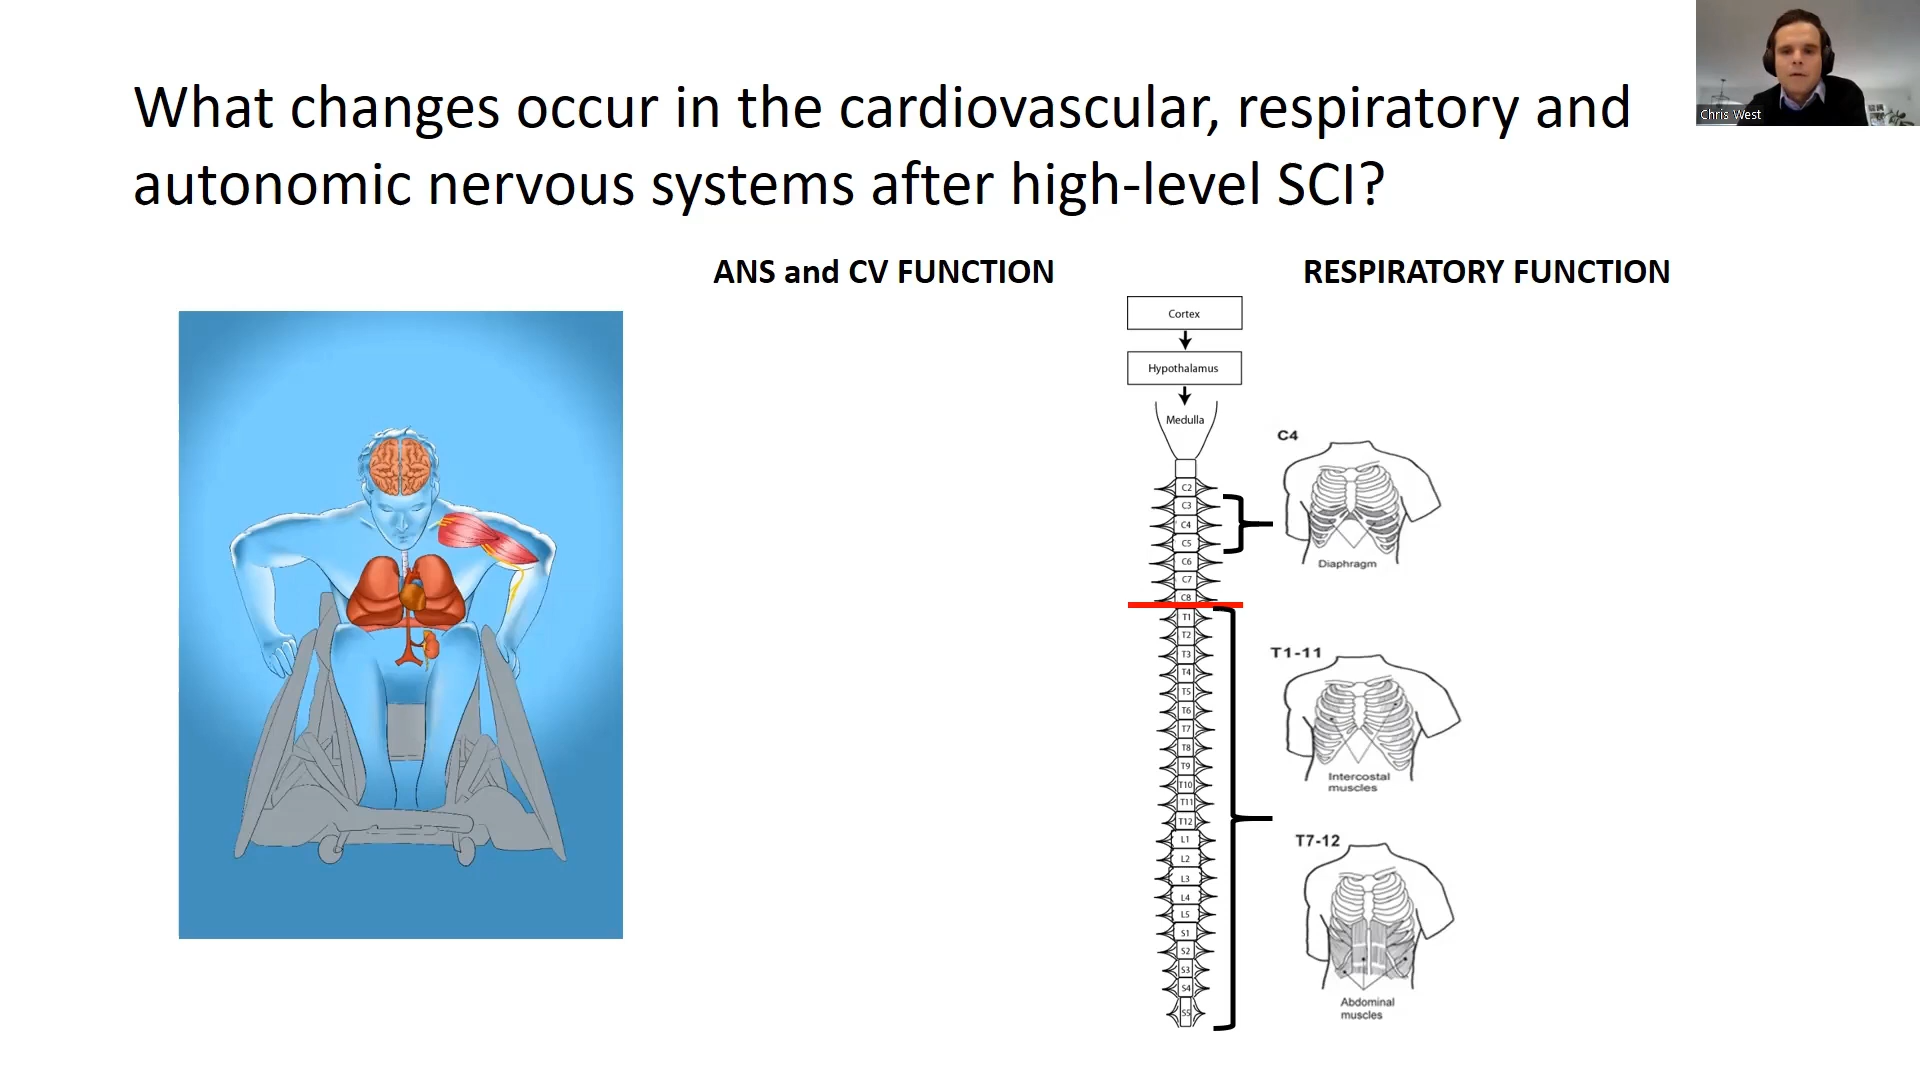 What changes occur in the cardiovascular, respiratory and
autonomic nervous systems after high-level SCI?
Chris West
ANS and CV FUNCTION
RESPIRATORY FUNCTION
Cortex
Hypothalamus
Medulla
C2
C3
C4
C5
C6
C7
C8
T1
T2
T3
T4
T5
T6
T7
T8
T9
T10
T11
T12
L1
L2
L3
L4
L5
S1
S2
S3
S4
S5
C4
Diaphragm
T1-11
Intercostal
muscles
T7-12
Abdominal
muscles